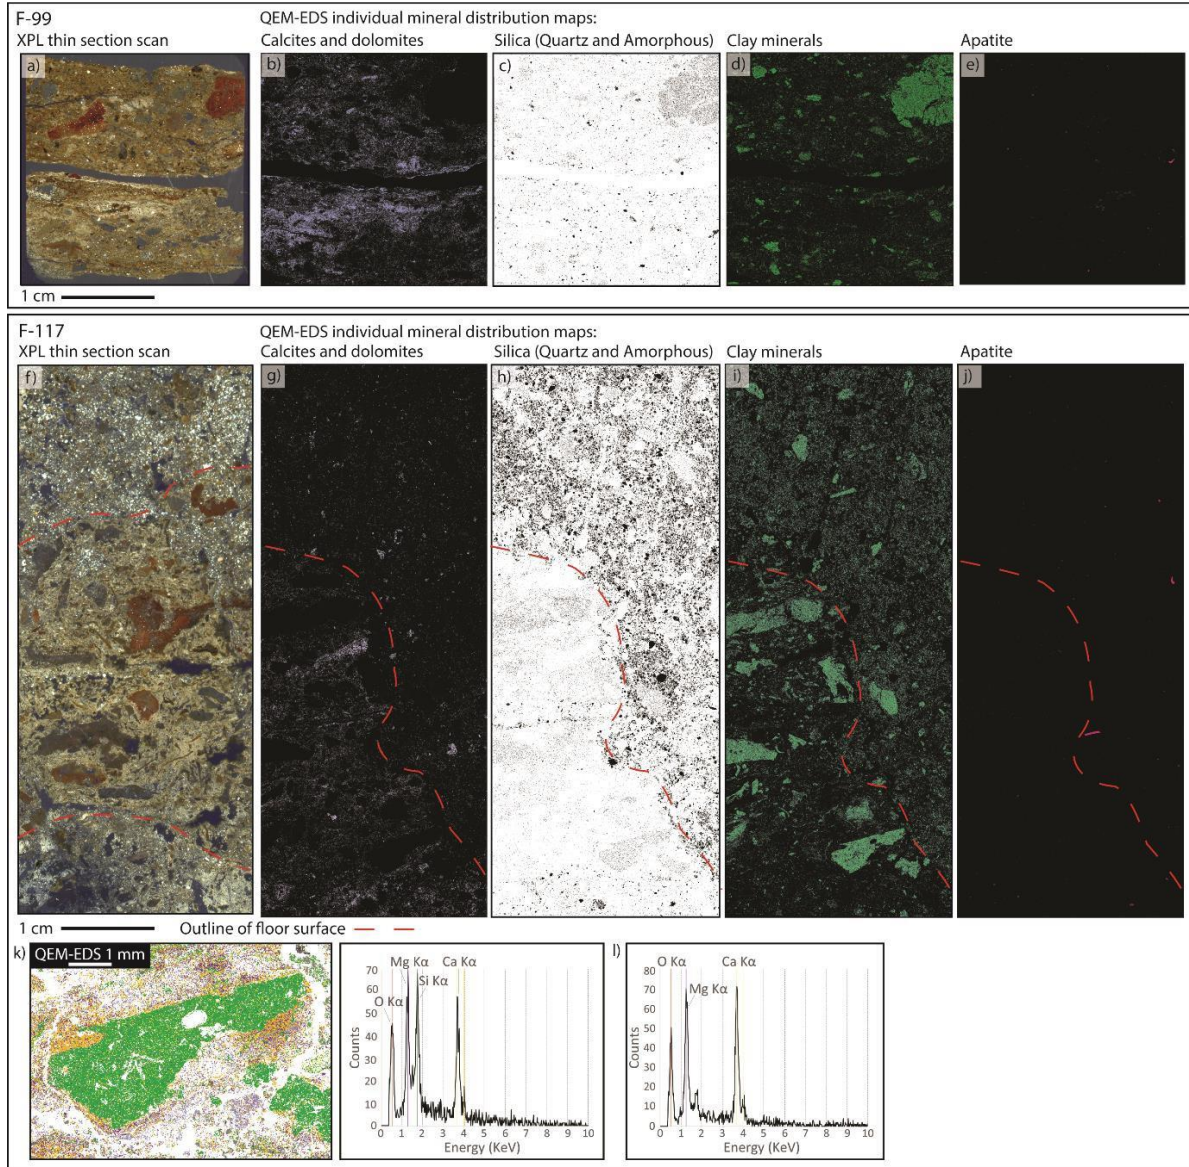 F-99
QEM-EDS individual mineral distribution maps:
XPL thin section scan
Calcites and dolomites
Silica (Quartz and Amorphous)
Clay minerals
Apatite
a)
b)
c)
d)
e)
1 cm
F-117
QEM-EDS individual mineral distribution maps:
XPL thin section scan
Calcites and dolomites
Silica (Quartz and Amorphous)
Clay minerals
Apatite
f)
g)
h)
i)
j)
1 cm
Outline of floor surface
k)
QEM-EDS 1 mm
Mg Kα
Ca Kα
Si Kα
O Kα
70
60
50
40
30
20
10
Counts
0 1 2 3 4 5 6 7 8 9 10
Energy (KeV)
l)
O Kα
Ca Kα
Mg Kα
80
70
60
50
40
30
20
10
0
Counts
0 1 2 3 4 5 6 7 8 9 10
Energy (KeV)